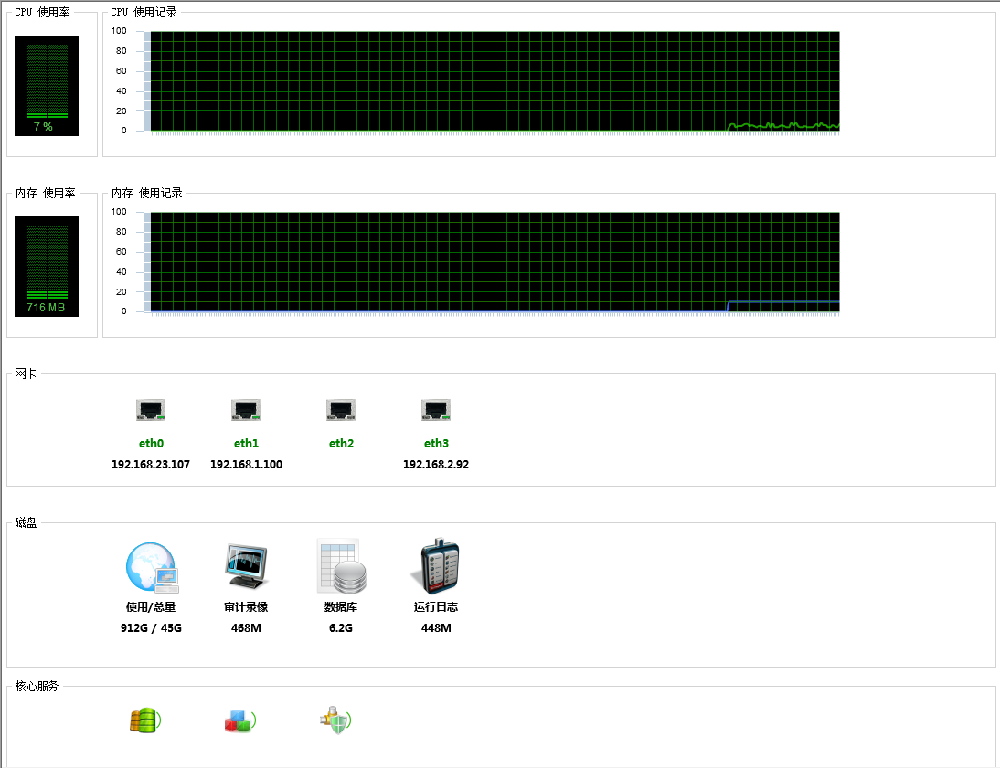 CPU 使用率
CPU 使用记录
100
80
60
40
20
0
7 %
内存 使用率
内存 使用记录
100
80
60
40
20
0
716 MB
网卡
eth0 eth1 eth2 eth3
192.168.23.107 192.168.1.100 192.168.2.92
磁盘
使用/总量 审计录像 数据库 运行日志
912G / 45G 468M 6.2G 448M
核心服务